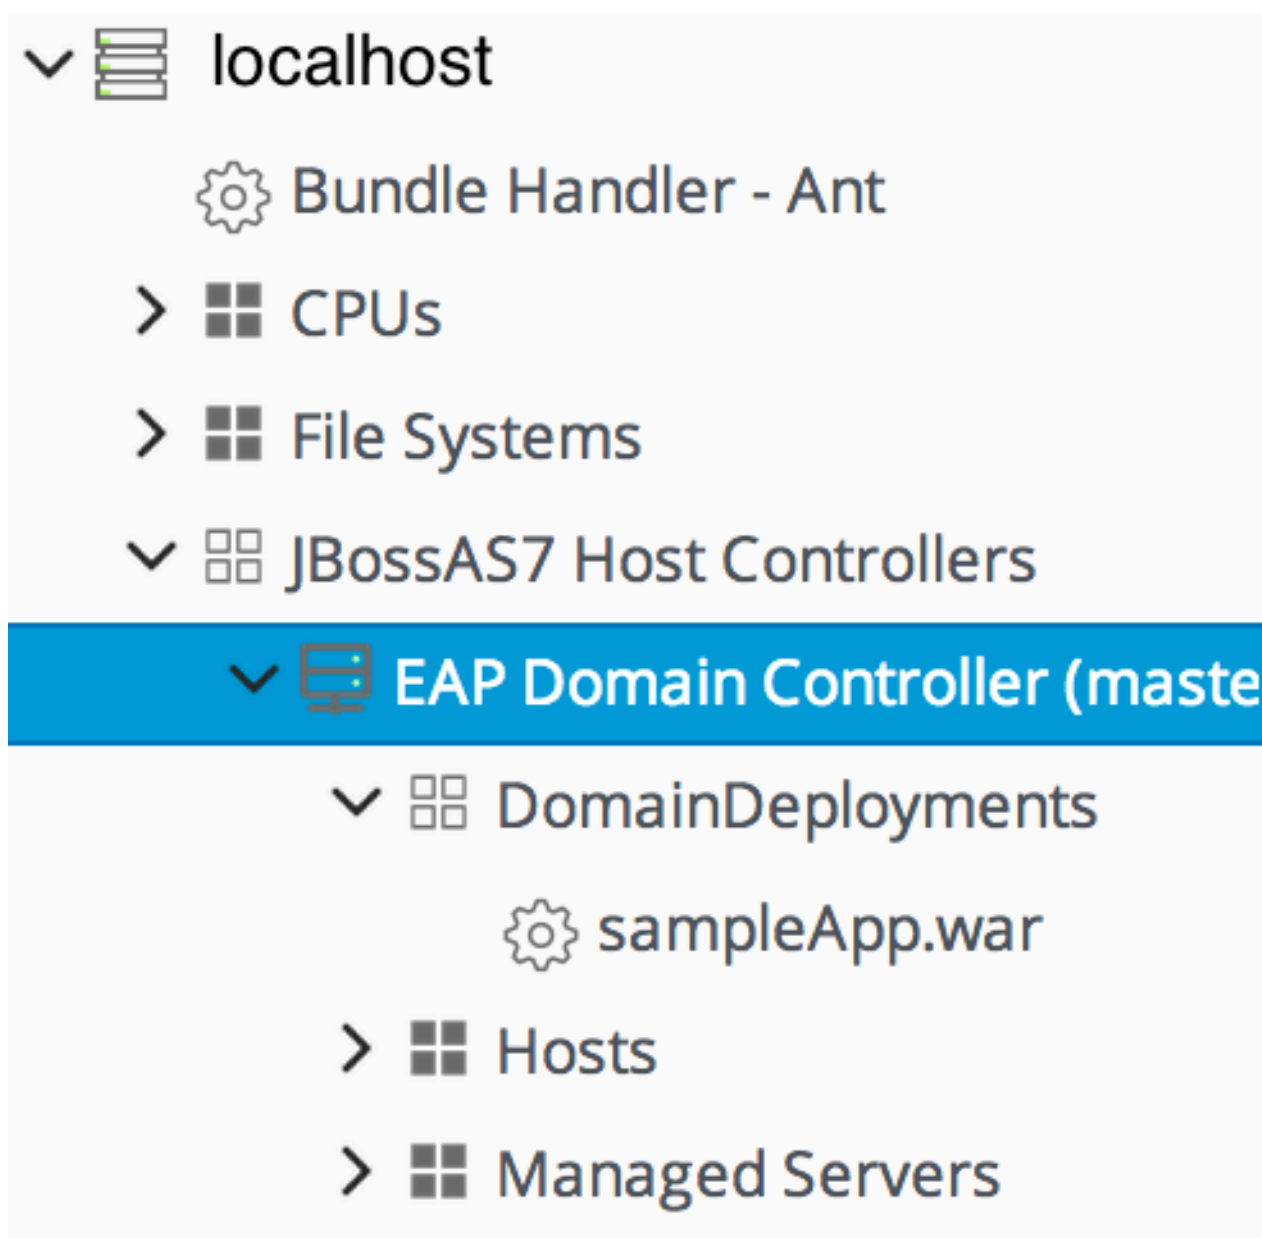 localhost
Bundle Handler - Ant
CPUs
File Systems
JBossAS7 Host Controllers
EAP Domain Controller (maste
DomainDeployments
sampleApp.war
Hosts
Managed Servers